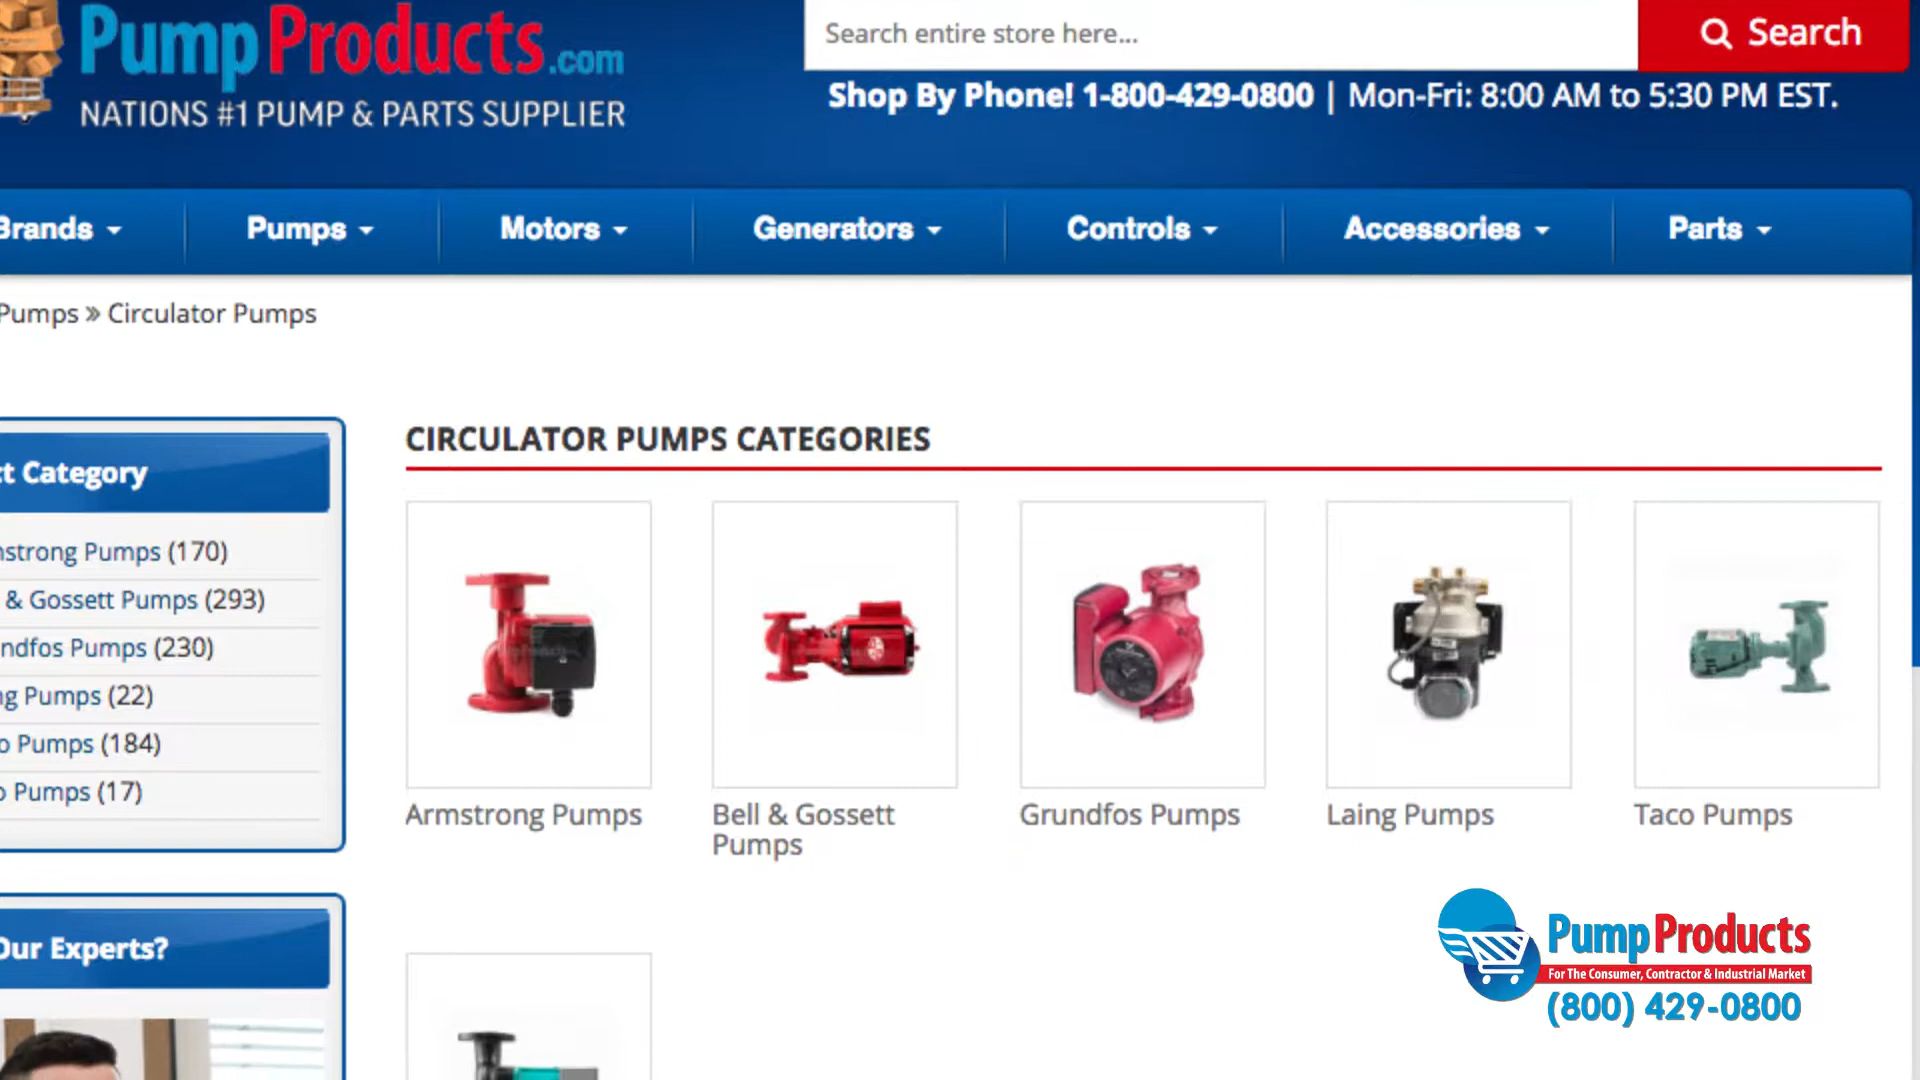 PumpProducts.com
NATIONS #1 PUMP & PARTS SUPPLIER
Search entire store here...
Search
Shop By Phone! 1-800-429-0800 | Mon-Fri: 8:00 AM to 5:30 PM EST.
Brands
Pumps
Motors
Generators
Controls
Accessories
Parts
Pumps » Circulator Pumps
ct Category
nstrong Pumps (170)
& Gossett Pumps (293)
ndfos Pumps (230)
ng Pumps (22)
o Pumps (184)
o Pumps (17)
Our Experts?
CIRCULATOR PUMPS CATEGORIES
Armstrong Pumps
Bell & Gossett
Pumps
Grundfos Pumps
Laing Pumps
Taco Pumps
PumpProducts
For The Consumer, Contractor & Industrial Market
(800) 429-0800